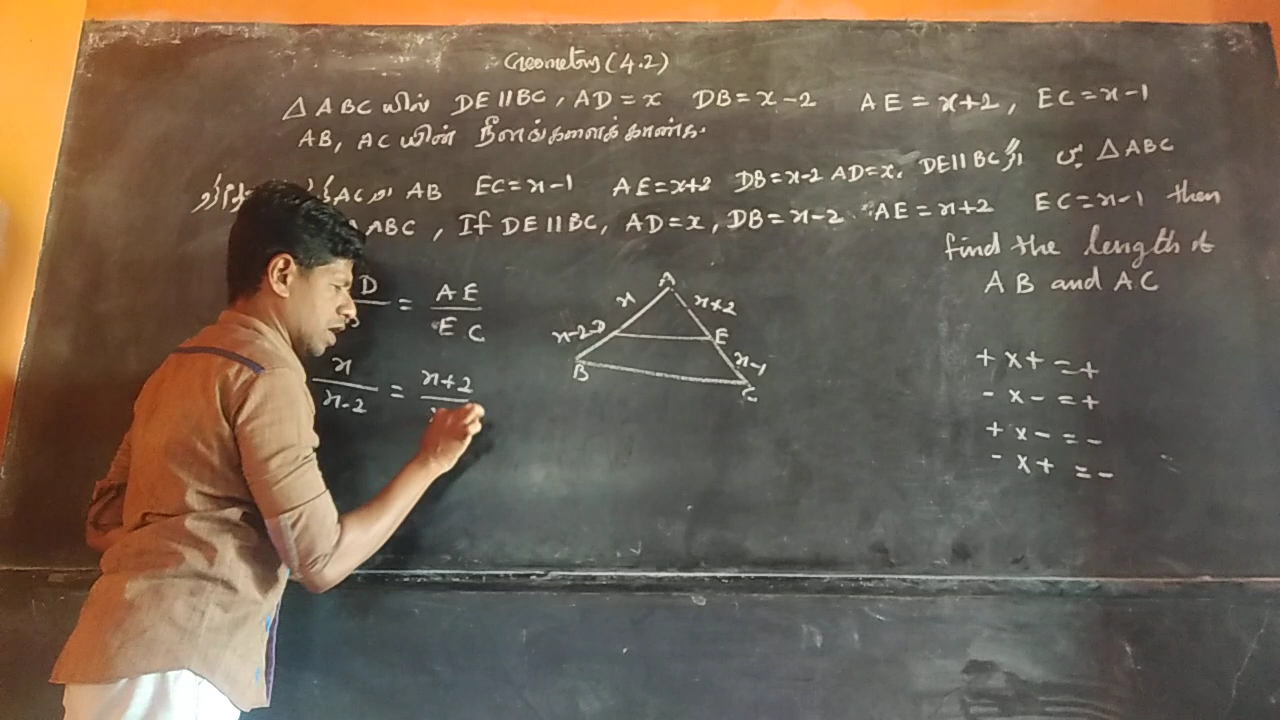 Geometry (4.2)
△ ABC யில் DE || BC, AD = x DB = x-2 AE = x+2, EC = x-1
AB, AC யின் நீளங்களைக் காண்க.
AC AB EC = x-1 AE = x+2 DB = x-2 AD = x, DE || BC △ ABC
ABC, If DE || BC, AD = x, DB = x-2 AE = x+2 EC = x-1 then
find the length of
AB and AC
D = AE
EC
x/x-2 = x+2
A
x x+2
x-2 D E
x-1
B C
+ x + = +
- x - = +
+ x - = -
- x + = -